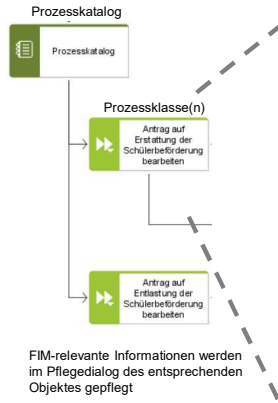 Prozesskatalog
Prozesskatalog
Prozessklasse(n)
Antrag auf
Erstattung der
Schülerbeförderung
bearbeiten
Antrag auf
Entlastung der
Schülerbeförderung
bearbeiten
FIM-relevante Informationen werden
im Pflegedialog des entsprechenden
Objektes gepflegt